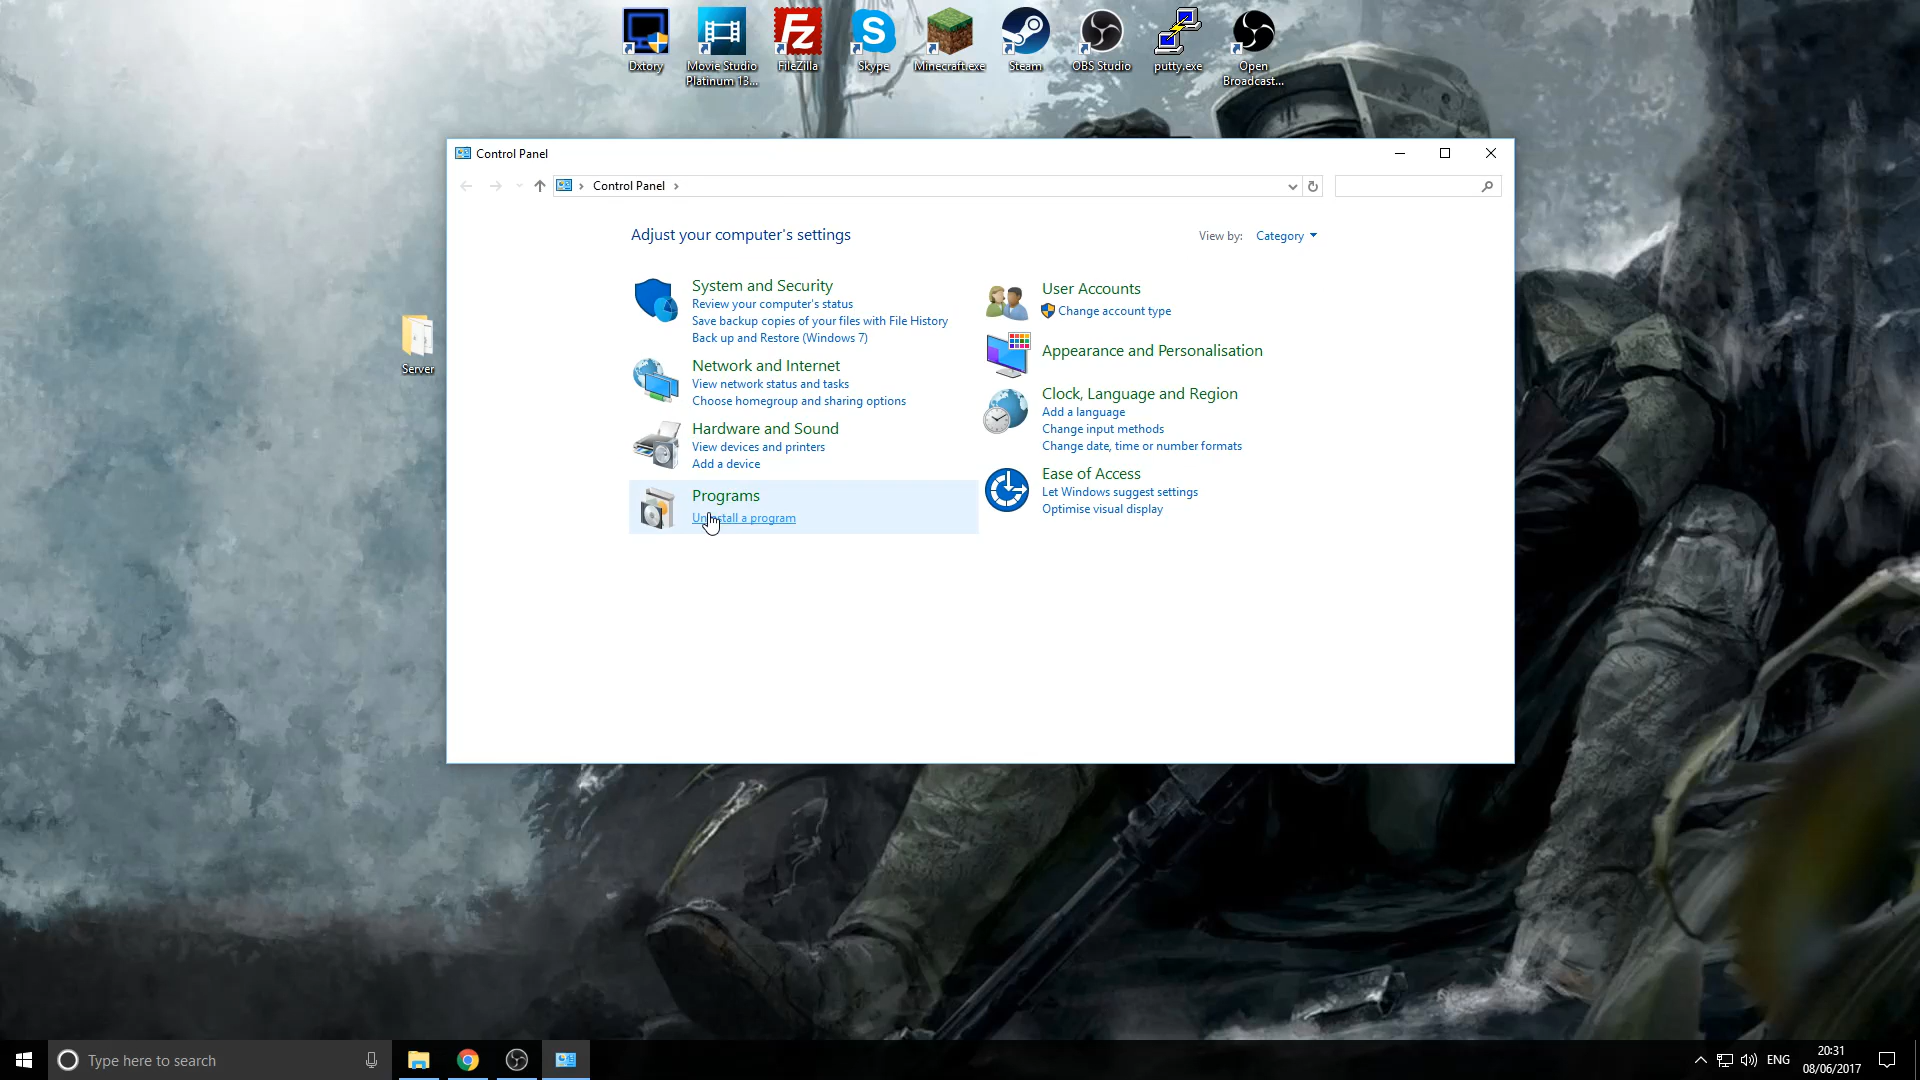 Dxtory
Movie Studio
Platinum 13...
FileZilla
Skype
Minecraft.exe
Steam
OBS Studio
putty.exe
Open
Broadcast...
Server
Control Panel
Control Panel
Adjust your computer's settings
View by: Category
System and Security
Review your computer's status
Save backup copies of your files with File History
Back up and Restore (Windows 7)
Network and Internet
View network status and tasks
Choose homegroup and sharing options
Hardware and Sound
View devices and printers
Add a device
Programs
Uninstall a program
User Accounts
Change account type
Appearance and Personalisation
Clock, Language and Region
Add a language
Change input methods
Change date, time or number formats
Ease of Access
Let Windows suggest settings
Optimise visual display
Type here to search
ENG
20:31
08/06/2017